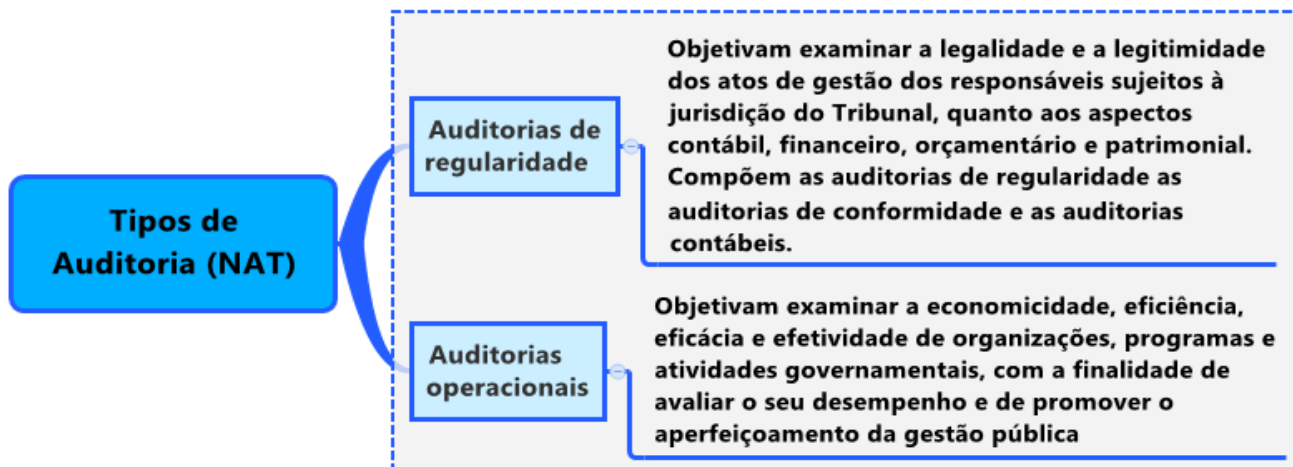 Tipos de
Auditoria (NAT)
Auditorias de
regularidade
Objetivam examinar a legalidade e a legitimidade
dos atos de gestão dos responsáveis sujeitos à
jurisdição do Tribunal, quanto aos aspectos
contábil, financeiro, orçamentário e patrimonial.
Compõem as auditorias de regularidade as
auditorias de conformidade e as auditorias
contábeis.
Auditorias
operacionais
Objetivam examinar a economicidade, eficiência,
eficácia e efetividade de organizações, programas e
atividades governamentais, com a finalidade de
avaliar o seu desempenho e de promover o
aperfeiçoamento da gestão pública